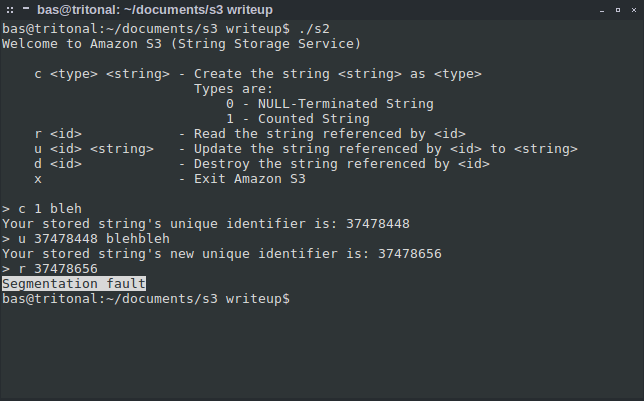 bas@tritonal: ~/documents/s3 writeup
bas@tritonal:~/documents/s3 writeup$ ./s2
Welcome to Amazon S3 (String Storage Service)
    c <type> <string> - Create the string <string> as <type>
                        Types are:
                            0 - NULL-Terminated String
                            1 - Counted String
    r <id>            - Read the string referenced by <id>
    u <id> <string>   - Update the string referenced by <id> to <string>
    d <id>            - Destroy the string referenced by <id>
    x                 - Exit Amazon S3
> c 1 bleh
Your stored string's unique identifier is: 37478448
> u 37478448 blehbleh
Your stored string's new unique identifier is: 37478656
> r 37478656
Segmentation fault
bas@tritonal:~/documents/s3 writeup$